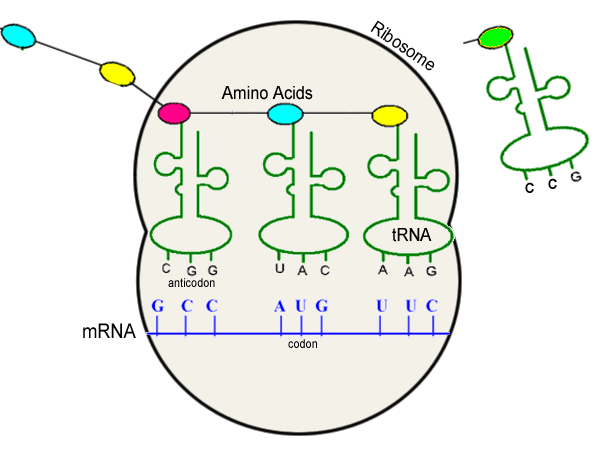 Ribosome
Amino Acids
C C G
tRNA
C G G
U A C
A A G
anticodon
G C C
A U G
U U C
mRNA
codon